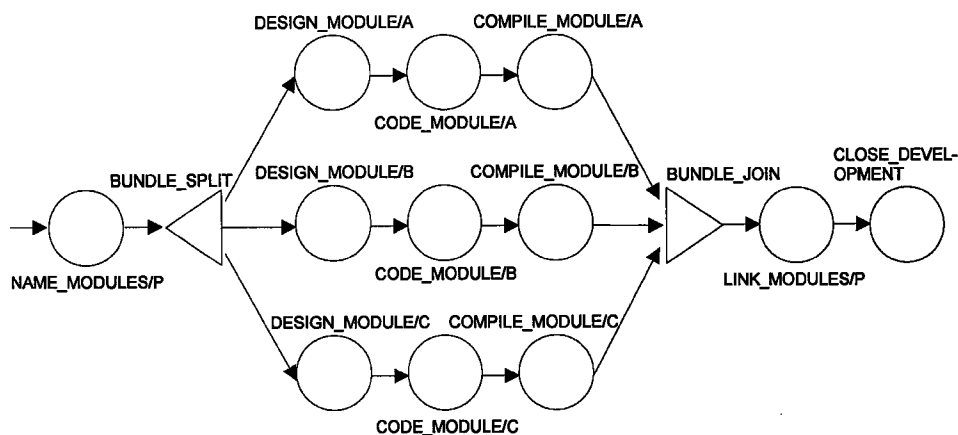 DESIGN_MODULE/A
COMPILE_MODULE/A
CODE_MODULE/A
BUNDLE_SPLIT
DESIGN_MODULE/B
COMPILE_MODULE/B
BUNDLE_JOIN
CLOSE_DEVEL-
OPMENT
NAME_MODULES/P
CODE_MODULE/B
LINK_MODULES/P
DESIGN_MODULE/C
COMPILE_MODULE/C
CODE_MODULE/C